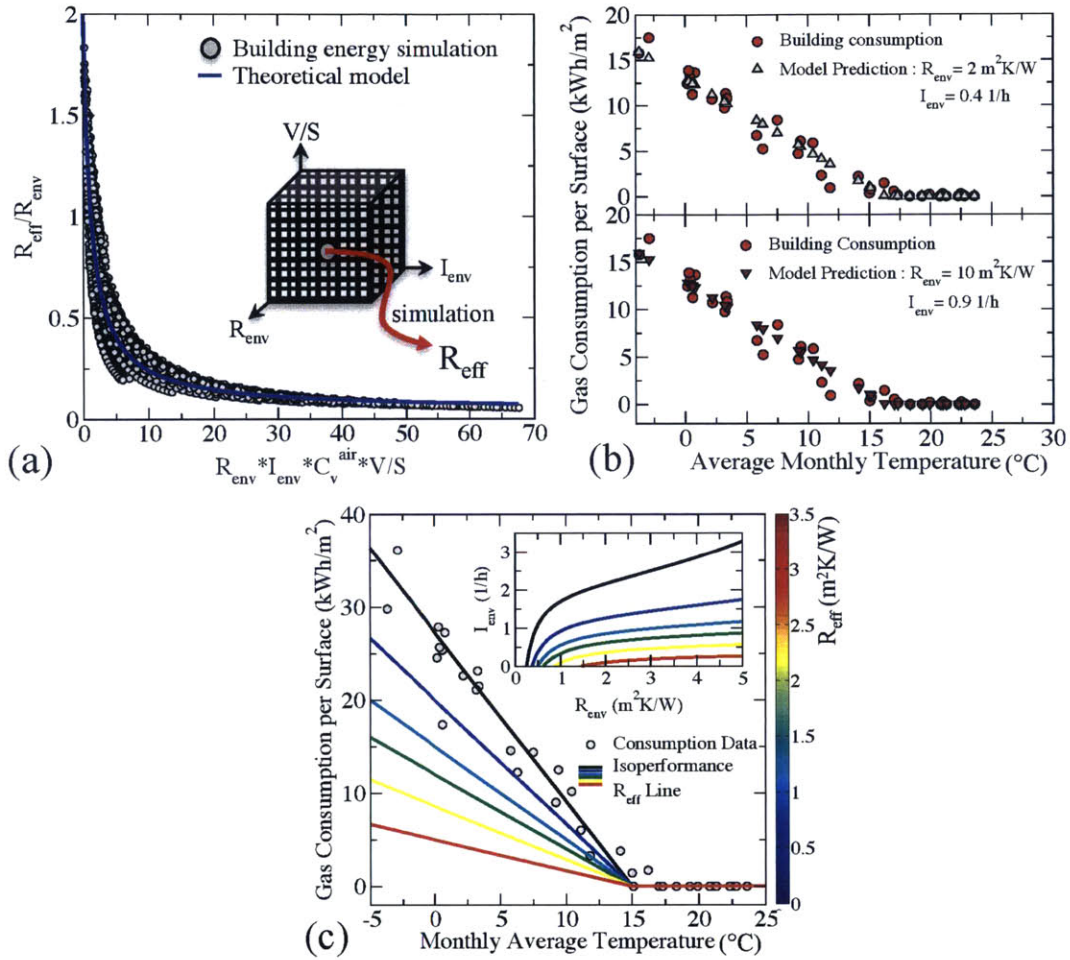 2
1.5
1
0.5
0
R_eff/R_env
Building energy simulation
Theoretical model
V/S
I_env
R_env
simulation
R_eff
0 10 20 30 40 50 60 70
(a)
R_env*I_env*C_v^air*V/S
20
15
10
5
0
20
15
10
5
0
Gas Consumption per Surface (kWh/m²)
Building consumption
Model Prediction : R_env= 2 m²K/W
I_env= 0.4 1/h
Building Consumption
Model Prediction : R_env= 10 m²K/W
I_env= 0.9 1/h
0 5 10 15 20 25 30
(b)
Average Monthly Temperature (°C)
40
30
20
10
0
Gas Consumption per Surface (kWh/m²)
3
2
1
0
I_env (1/h)
0 1 2 3 4 5
R_env (m²K/W)
Consumption Data
Isoperformance
R_eff Line
-5 0 5 10 15 20 25
(c)
Monthly Average Temperature (°C)
3.5
3
2.5
2
1.5
1
0.5
0
R_eff (m²K/W)